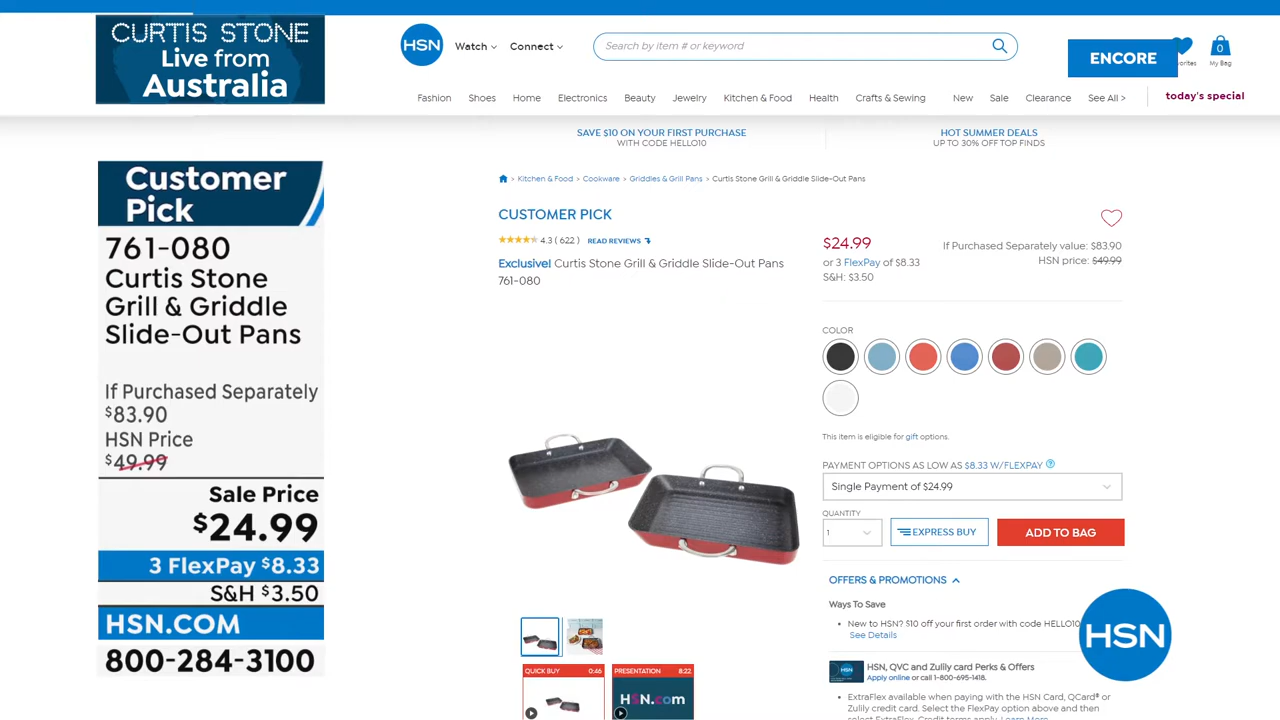 CURTIS STONE
Live from
Australia
HSN
Watch
Connect
Search by item # or keyword
ENCORE
0
My Bag
Fashion
Shoes
Home
Electronics
Beauty
Jewelry
Kitchen & Food
Health
Crafts & Sewing
New
Sale
Clearance
See All >
today's special
SAVE $10 ON YOUR FIRST PURCHASE
WITH CODE HELLO10
HOT SUMMER DEALS
UP TO 30% OFF TOP FINDS
Customer
Pick
761-080
Curtis Stone
Grill & Griddle
Slide-Out Pans
If Purchased Separately
$83.90
HSN Price
$49.99
Sale Price
$24.99
3 FlexPay $8.33
S&H $3.50
HSN.COM
800-284-3100
> Kitchen & Food > Cookware > Griddles & Grill Pans > Curtis Stone Grill & Griddle Slide-Out Pans
CUSTOMER PICK
4.3 ( 622 ) READ REVIEWS
Exclusive! Curtis Stone Grill & Griddle Slide-Out Pans
761-080
$24.99
or 3 FlexPay of $8.33
S&H: $3.50
If Purchased Separately value: $83.90
HSN price: $49.99
COLOR
This item is eligible for gift options.
PAYMENT OPTIONS AS LOW AS $8.33 W/FLEXPAY ?
Single Payment of $24.99
QUANTITY
1
EXPRESS BUY
ADD TO BAG
OFFERS & PROMOTIONS
Ways To Save
• New to HSN? $10 off your first order with code HELLO10
See Details
HSN, QVC and Zulily card Perks & Offers
Apply online or call 1-800-695-1418.
• ExtraFlex available when paying with the HSN Card, QCard® or
Zulily credit card. Select the FlexPay option above and then
select ExtraFlex. Credit terms apply. Learn More
QUICK BUY 0:46
PRESENTATION 8:22
HSN.com
HSN